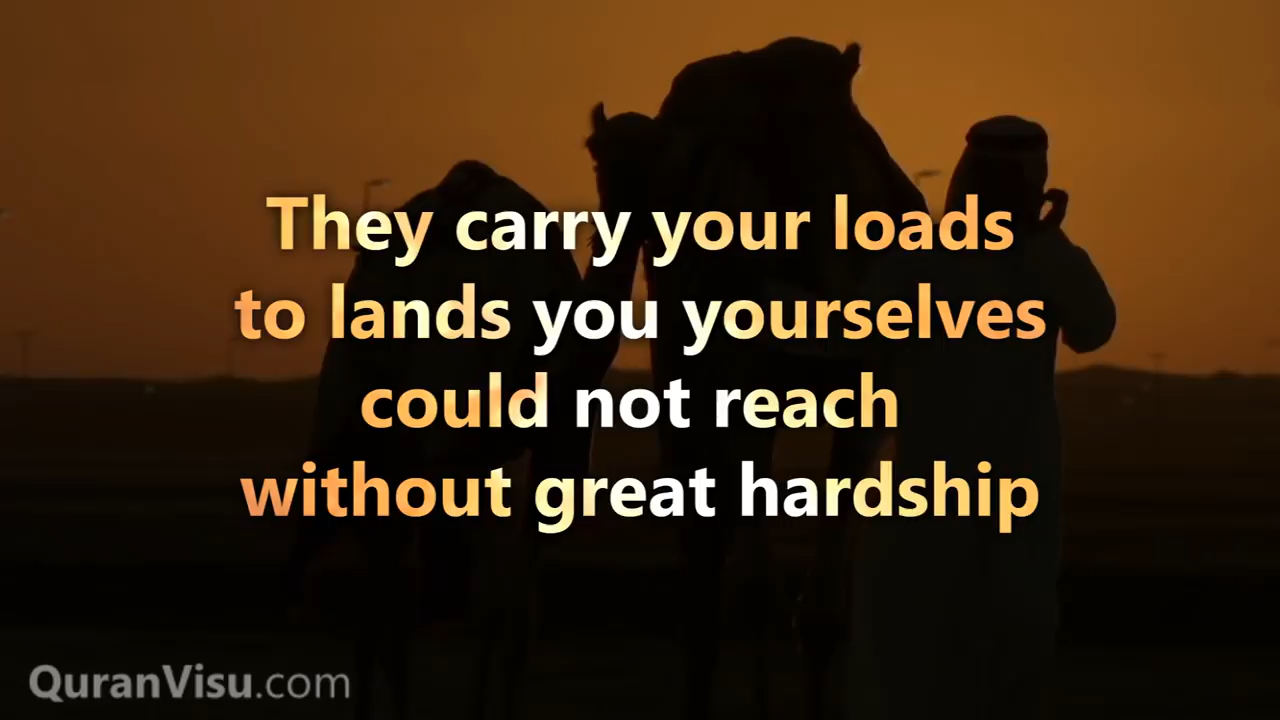 They carry your loads
to lands you yourselves
could not reach
without great hardship
QuranVisu.com